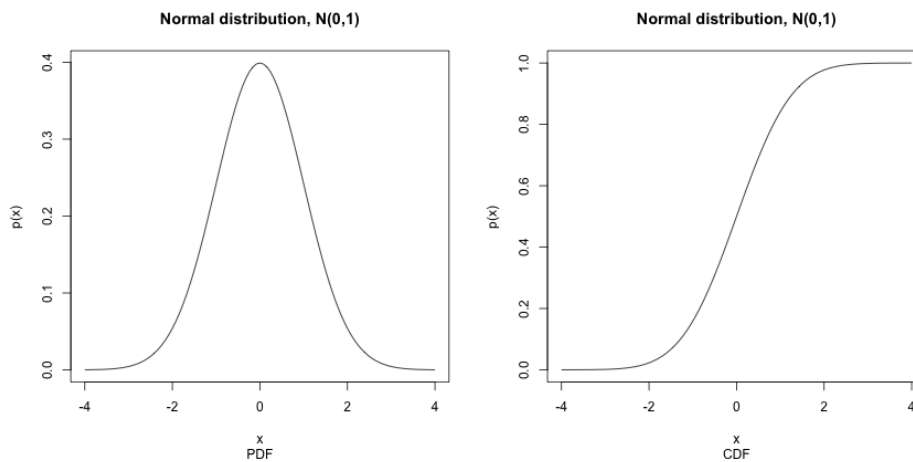 Normal distribution, N(0,1)
p(x)
0.4
0.3
0.2
0.1
0.0
-4 -2 0 2 4
x
PDF
Normal distribution, N(0,1)
p(x)
1.0
0.8
0.6
0.4
0.2
0.0
-4 -2 0 2 4
x
CDF